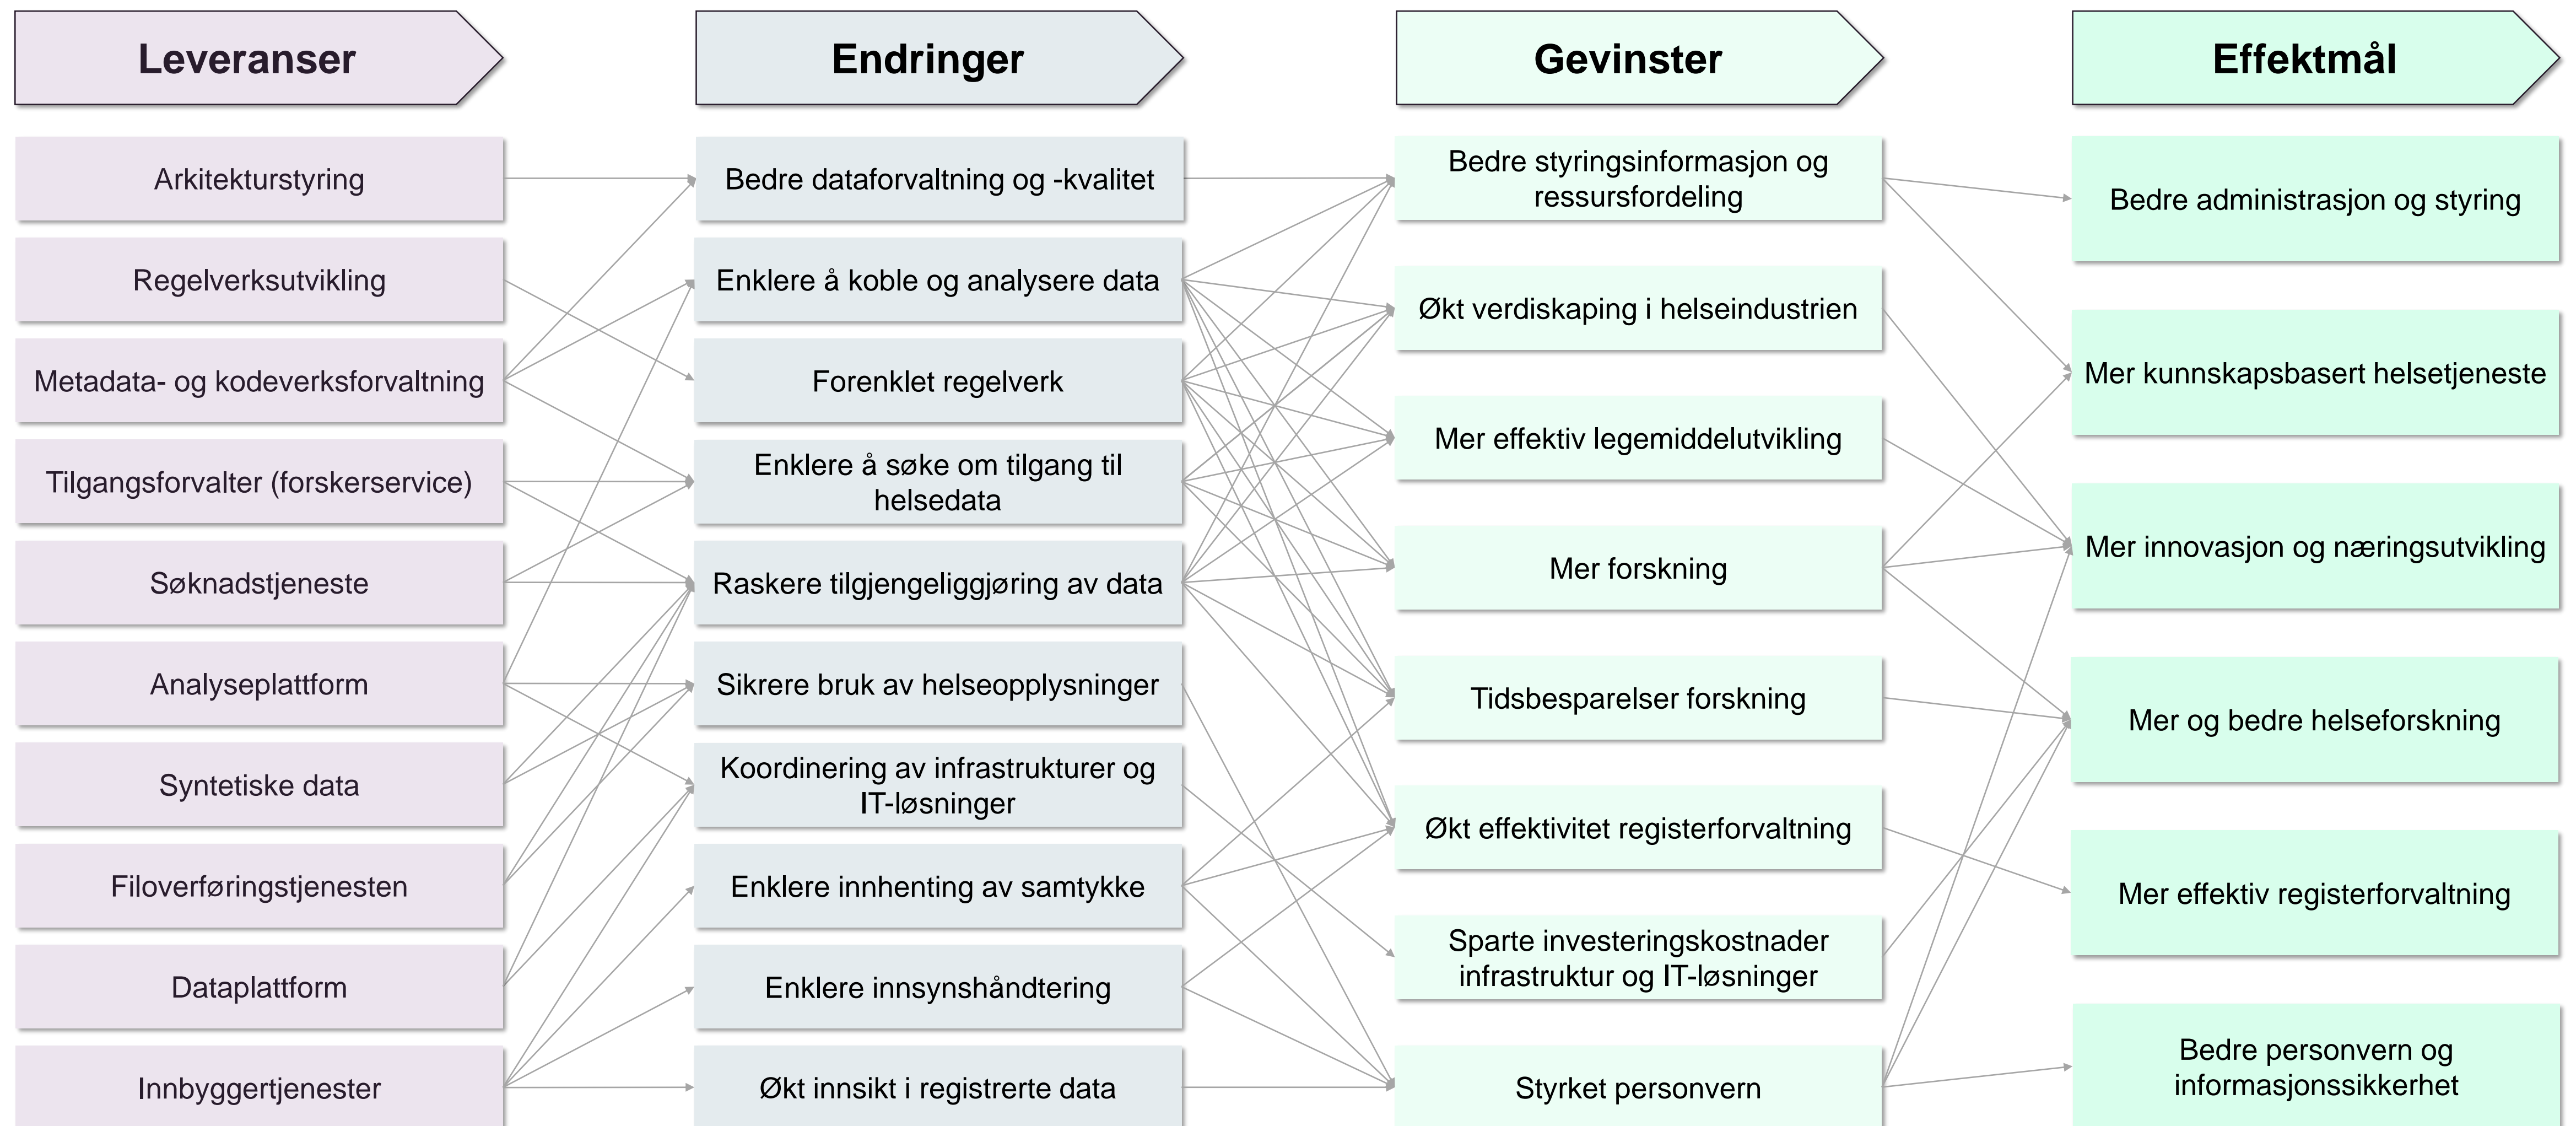 Leveranser
Endringer
Gevinster
Effektmål
Arkitekturstyring
Regelverksutvikling
Metadata- og kodeverksforvaltning
Tilgangsforvalter (forskerservice)
Søknadstjeneste
Analyseplattform
Syntetiske data
Filoverføringstjenesten
Dataplattform
Innbyggertjenester
Bedre dataforvaltning og -kvalitet
Enklere å koble og analysere data
Forenklet regelverk
Enklere å søke om tilgang til
helsedata
Raskere tilgjengeliggjøring av data
Sikrere bruk av helseopplysninger
Koordinering av infrastrukturer og
IT-løsninger
Enklere innhenting av samtykke
Enklere innsynshåndtering
Økt innsikt i registrerte data
Bedre styringsinformasjon og
ressursfordeling
Økt verdiskaping i helseindustrien
Mer effektiv legemiddelutvikling
Mer forskning
Tidsbesparelser forskning
Økt effektivitet registerforvaltning
Sparte investeringskostnader
infrastruktur og IT-løsninger
Styrket personvern
Bedre administrasjon og styring
Mer kunnskapsbasert helsetjeneste
Mer innovasjon og næringsutvikling
Mer og bedre helseforskning
Mer effektiv registerforvaltning
Bedre personvern og
informasjonssikkerhet